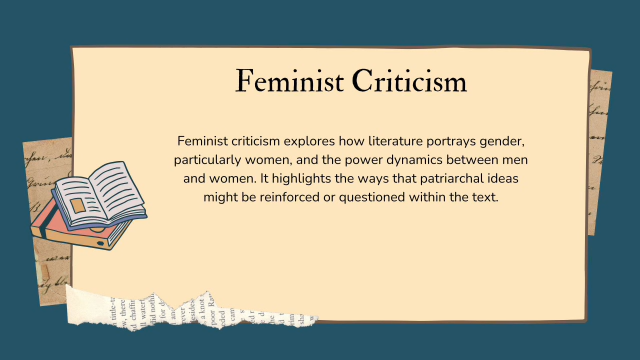 Feminist Criticism
Feminist criticism explores how literature portrays gender,
particularly women, and the power dynamics between men
and women. It highlights the ways that patriarchal ideas
might be reinforced or questioned within the text.